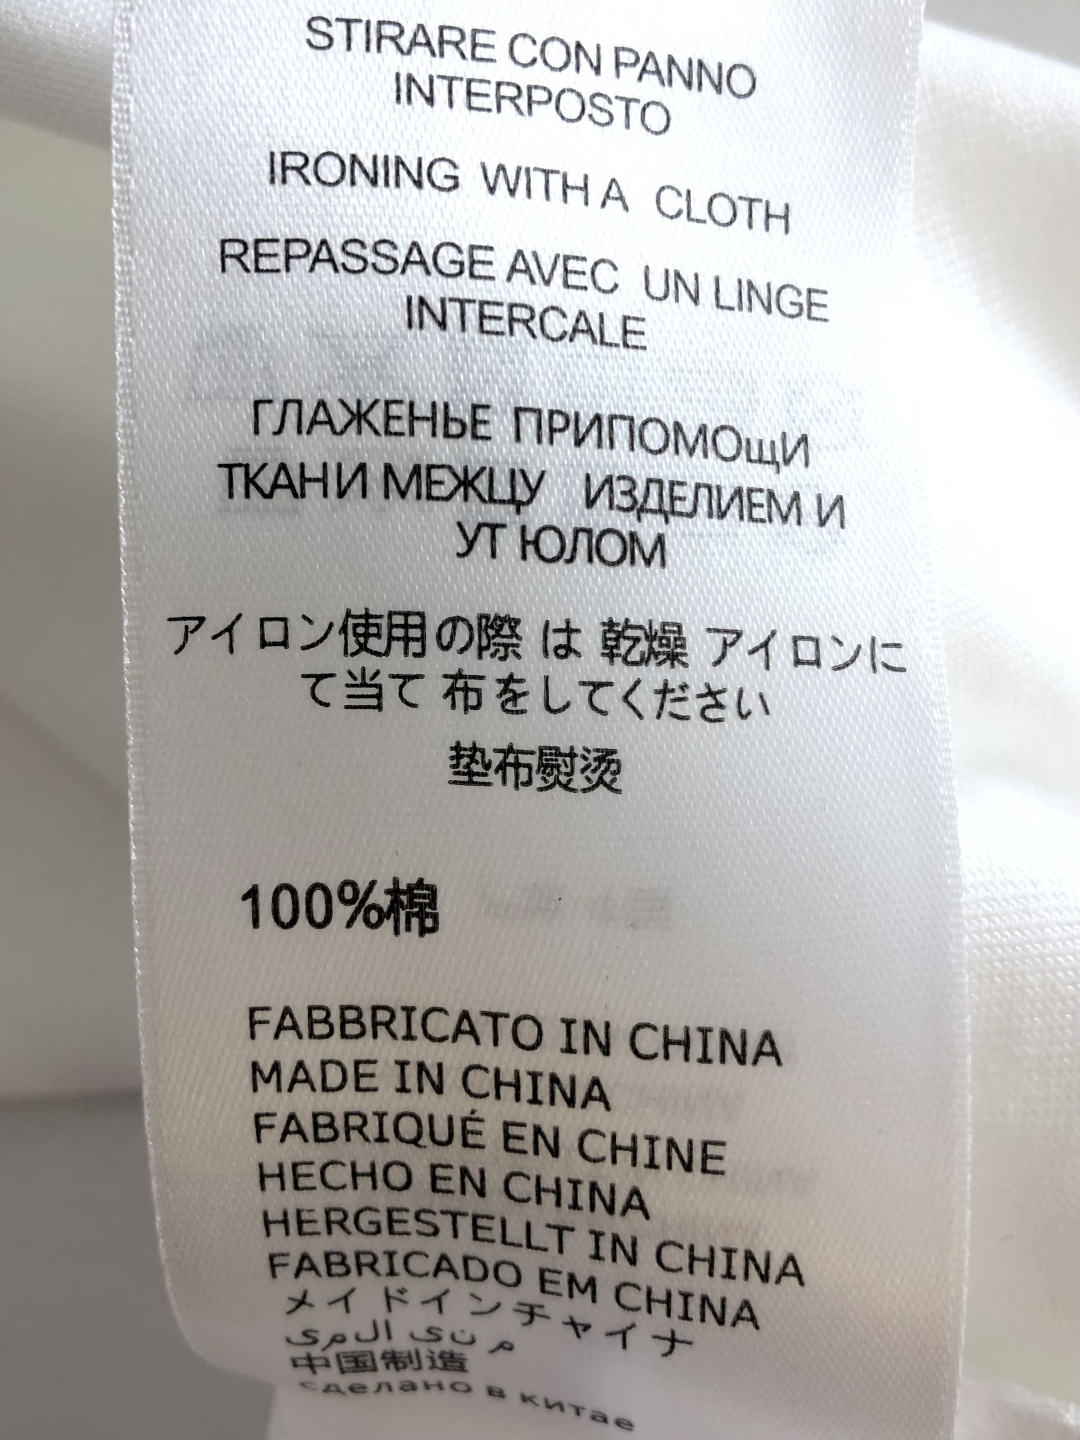 STIRARE CON PANNO
INTERPOSTO
IRONING WITH A CLOTH
REPASSAGE AVEC UN LINGE
INTERCALE
ГЛАЖЕНЬЕ ПРИПОМОщИ
ТКАНИ МЕЖЦУ ИЗДЕЛИЕМ И
УТ ЮЛОМ
アイロン使用の際 は 乾燥 アイロンに
て当て 布をしてください
垫布熨烫
100%棉
FABBRICATO IN CHINA
MADE IN CHINA
FABRIQUÉ EN CHINE
HECHO EN CHINA
HERGESTELLT IN CHINA
FABRICADO EM CHINA
メイドインチャイナ
中国制造
сделано в китае